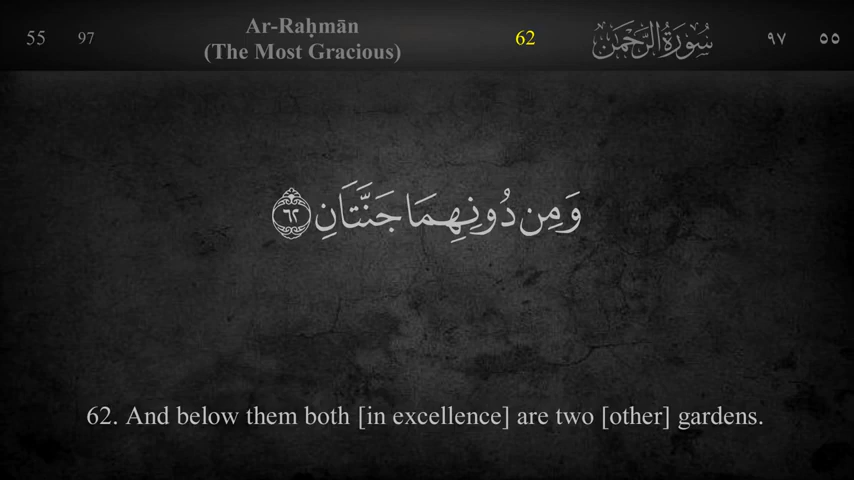 55 97 Ar-Raḥmān 62 سُورَةُ الرَّحْمَٰن ٩٧ ٥٥
(The Most Gracious)
وَمِن دُونِهِمَا جَنَّتَانِ ٦٢
62. And below them both [in excellence] are two [other] gardens.